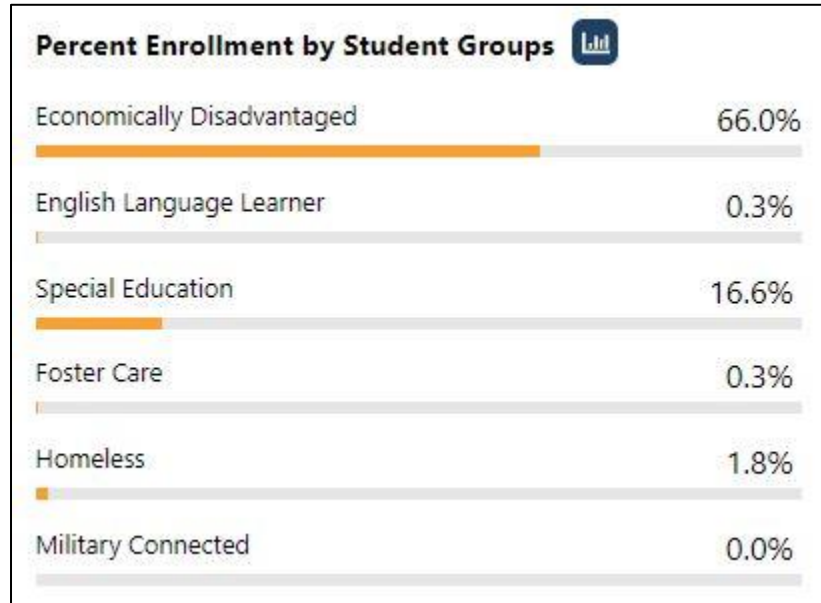 Percent Enrollment by Student Groups
Economically Disadvantaged 66.0%
English Language Learner 0.3%
Special Education 16.6%
Foster Care 0.3%
Homeless 1.8%
Military Connected 0.0%